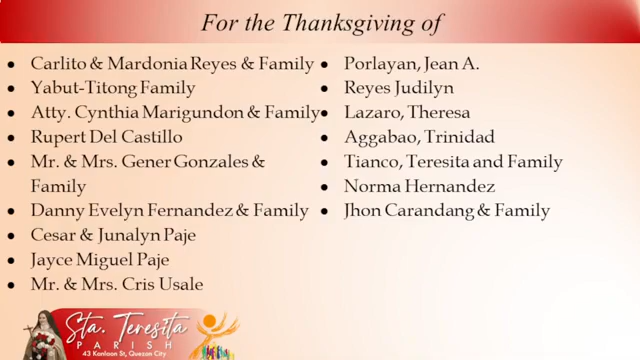 For the Thanksgiving of
• Carlito & Mardonia Reyes & Family
• Yabut-Titong Family
• Atty. Cynthia Marigundon & Family
• Rupert Del Castillo
• Mr. & Mrs. Gener Gonzales &
Family
• Danny Evelyn Fernandez & Family
• Cesar & Junalyn Paje
• Jayce Miguel Paje
• Mr. & Mrs. Cris Usale
• Porlayan, Jean A.
• Reyes Judilyn
• Lazaro, Theresa
• Aggabao, Trinidad
• Tianco, Teresita and Family
• Norma Hernandez
• Jhon Carandang & Family
Sta. Teresita
PARISH
43 Kanlaon St, Quezon City